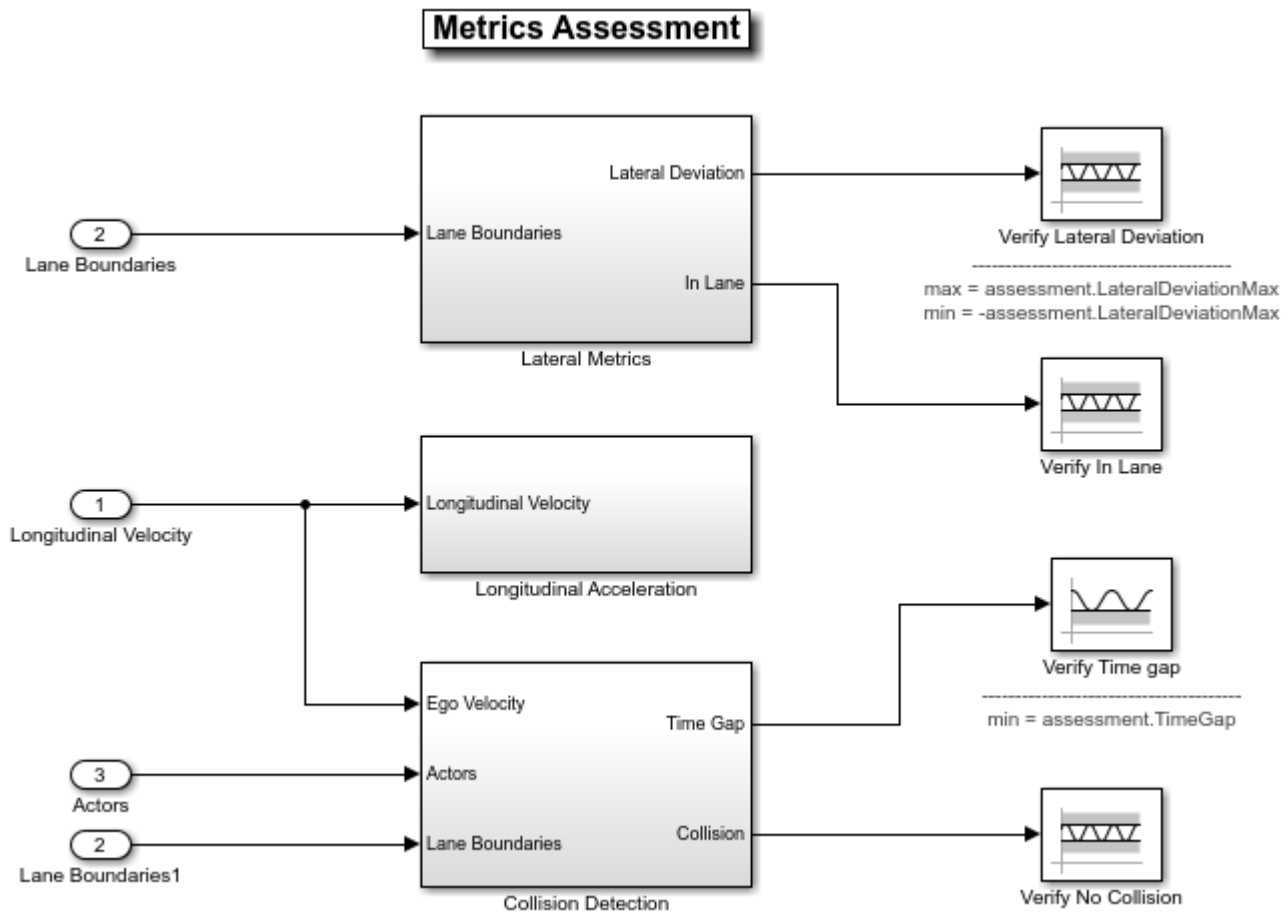 Metrics Assessment
Lateral Deviation
2
Lane Boundaries
Lane Boundaries
In Lane
Lateral Metrics
Verify Lateral Deviation
----------------------------------------
max = assessment.LateralDeviationMax
min = -assessment.LateralDeviationMax
Verify In Lane
1
Longitudinal Velocity
Longitudinal Velocity
Longitudinal Acceleration
Ego Velocity
Time Gap
3
Actors
Actors
2
Lane Boundaries1
Lane Boundaries
Collision
Collision Detection
Verify Time gap
----------------------------------------
min = assessment.TimeGap
Verify No Collision